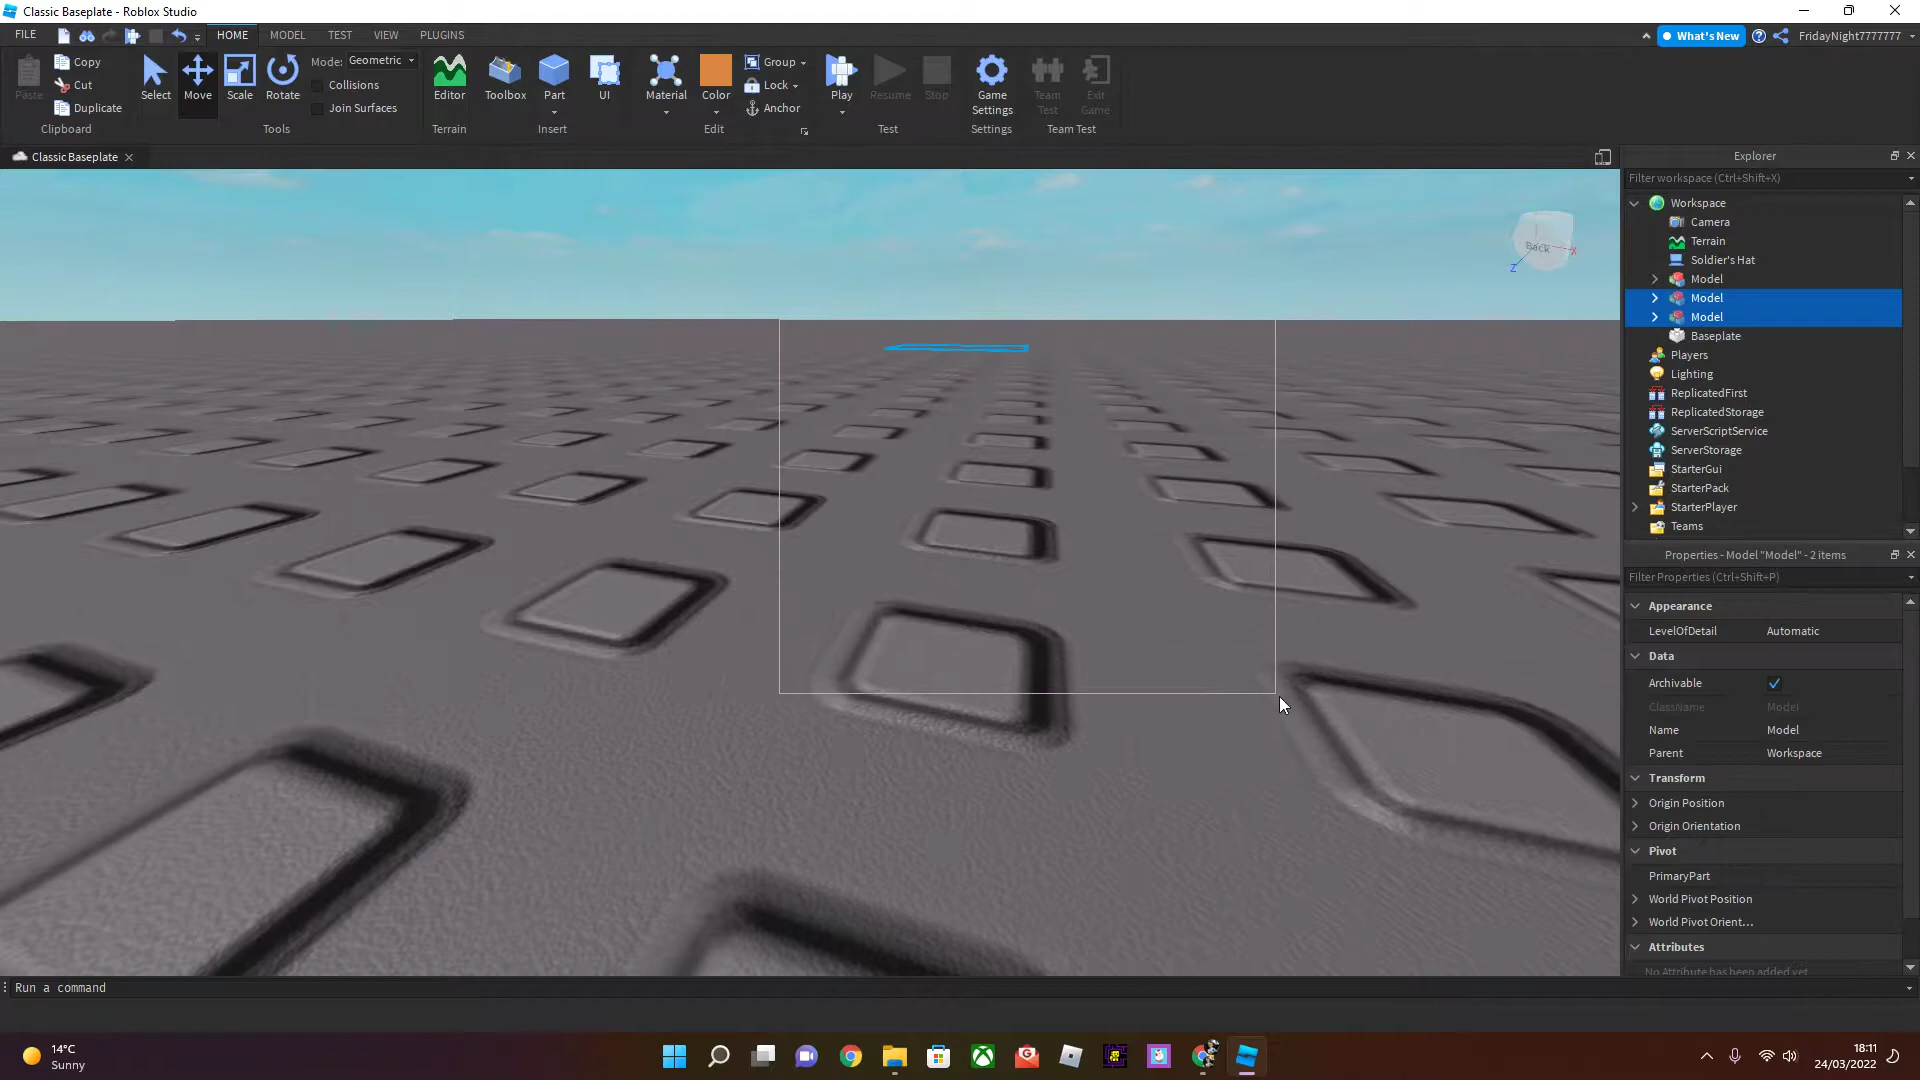 Classic Baseplate - Roblox Studio
FILE
HOME
MODEL
TEST
VIEW
PLUGINS
What's New
FridayNight7777777
Paste
Copy
Cut
Duplicate
Clipboard
Select
Move
Scale
Rotate
Mode: Geometric
Collisions
Join Surfaces
Tools
Editor
Terrain
Toolbox
Part
UI
Insert
Material
Color
Group
Lock
Anchor
Edit
Play
Resume
Stop
Test
Game Settings
Settings
Team Test
Exit Game
Team Test
Classic Baseplate
Back
X
Z
Explorer
Filter workspace (Ctrl+Shift+X)
Workspace
Camera
Terrain
Soldier's Hat
Model
Model
Model
Baseplate
Players
Lighting
ReplicatedFirst
ReplicatedStorage
ServerScriptService
ServerStorage
StarterGui
StarterPack
StarterPlayer
Teams
Properties - Model "Model" - 2 items
Filter Properties (Ctrl+Shift+P)
Appearance
LevelOfDetail Automatic
Data
Archivable
ClassName Model
Name Model
Parent Workspace
Transform
Origin Position
Origin Orientation
Pivot
PrimaryPart
World Pivot Position
World Pivot Orient...
Attributes
No Attribute has been added yet
Run a command
14°C
Sunny
18:11
24/03/2022